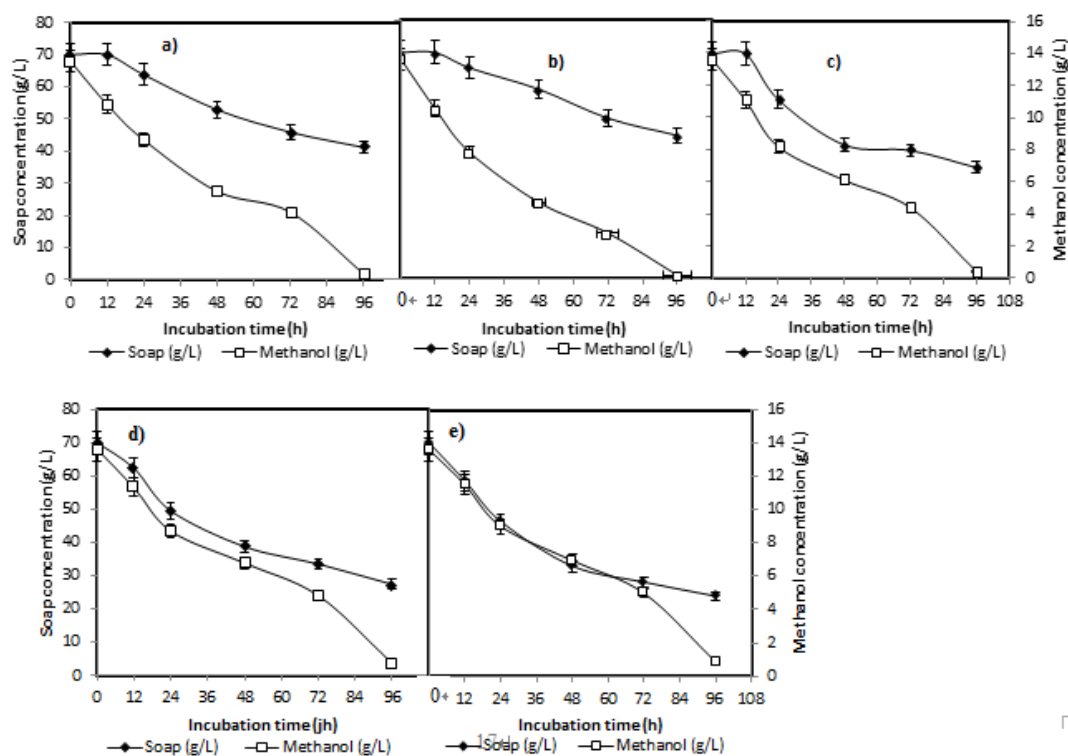 80
70
60
50
40
30
20
10
0
Soap concentration (g/L)
a)
b)
c)
16
14
12
10
8
6
4
2
0
Methanol concentration (g/L)
0 12 24 36 48 60 72 84 96
0 12 24 36 48 60 72 84 96
0 12 24 36 48 60 72 84 96 108
Incubation time (h)
Incubation time (h)
Incubation time (h)
Soap (g/L) Methanol (g/L)
Soap (g/L) Methanol (g/L)
Soap (g/L) Methanol (g/L)
80
70
60
50
40
30
20
10
0
Soap concentration (g/L)
d)
e)
16
14
12
10
8
6
4
2
0
Methanol concentration (g/L)
0 12 24 36 48 60 72 84 96
0 12 24 36 48 60 72 84 96 108
Incubation time (jh)
Incubation time (h)
Soap (g/L) Methanol (g/L)
Soap (g/L) Methanol (g/L)